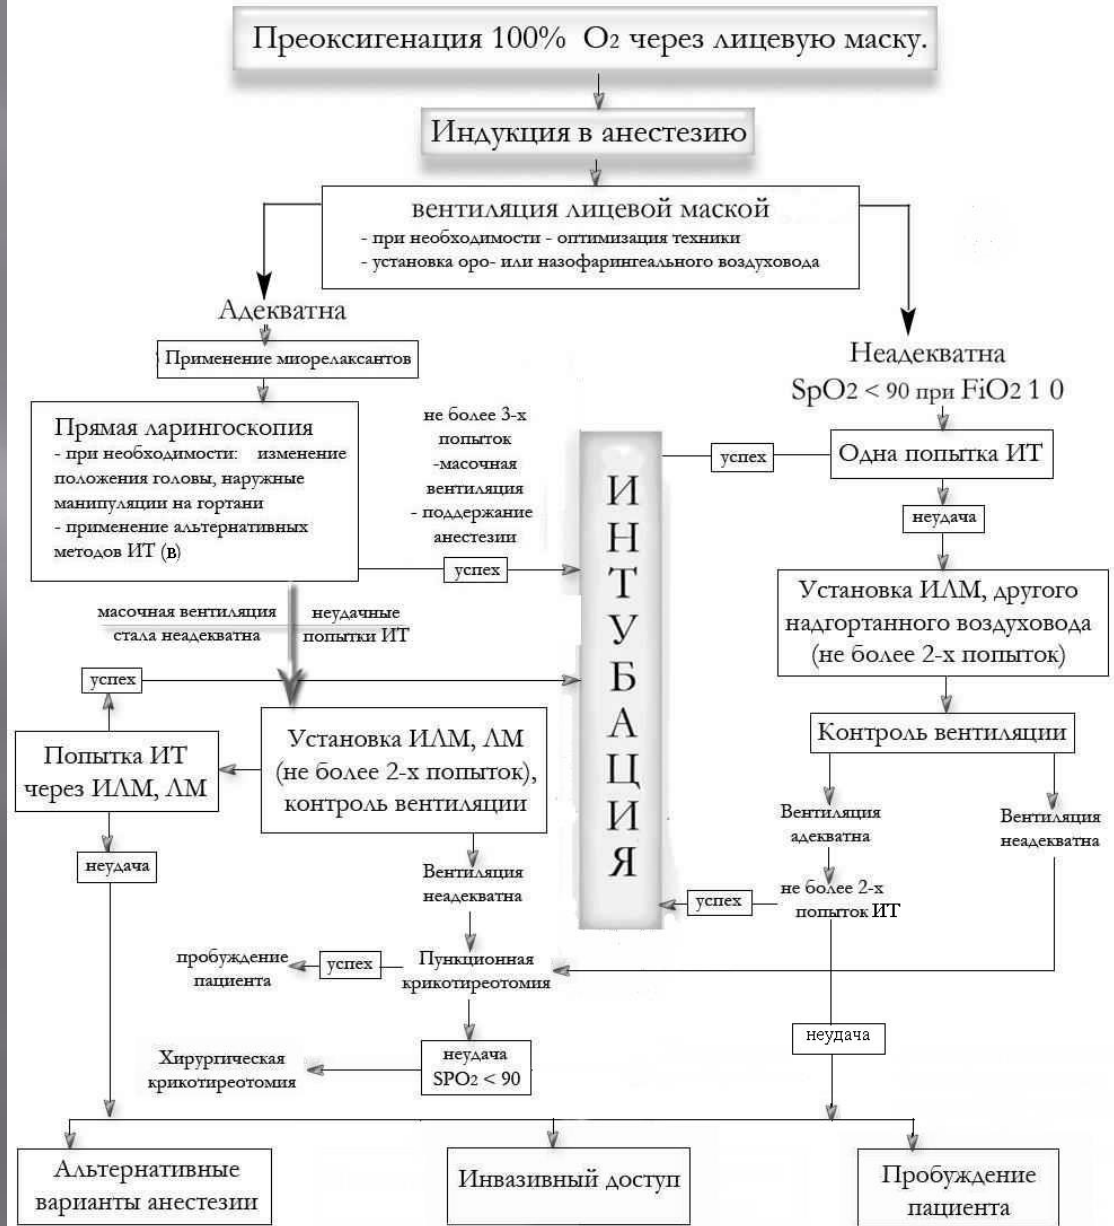 Преоксигенация 100% O2 через лицевую маску.
Индукция в анестезию
вентиляция лицевой маской
- при необходимости - оптимизация техники
- установка оро- или назофарингеального воздуховода
Адекватна
Применение миорелаксантов
Прямая ларингоскопия
- при необходимости: изменение
положения головы, наружные
манипуляции на гортани
- применение альтернативных
методов ИТ (в)
не более 3-х
попыток
-масочная
вентиляция
- поддержание
анестезии
успех
масочная вентиляция
стала неадекватна
неудачные
попытки ИТ
успех
Попытка ИТ
через ИЛМ, ЛМ
неудача
Установка ИЛМ, ЛМ
(не более 2-х попыток),
контроль вентиляции
Вентиляция
неадекватна
Пункционная
крикотиреотомия
успех
пробуждение
пациента
неудача
SPO2 < 90
Хирургическая
крикотиреотомия
И
Н
Т
У
Б
А
Ц
И
Я
Неадекватна
SpO2 < 90 при FiO2 1 0
Одна попытка ИТ
успех
неудача
Установка ИЛМ, другого
надгортанного воздуховода
(не более 2-х попыток)
Контроль вентиляции
Вентиляция
адекватна
Вентиляция
неадекватна
не более 2-х
попыток ИТ
успех
неудача
Альтернативные
варианты анестезии
Инвазивный доступ
Пробуждение
пациента